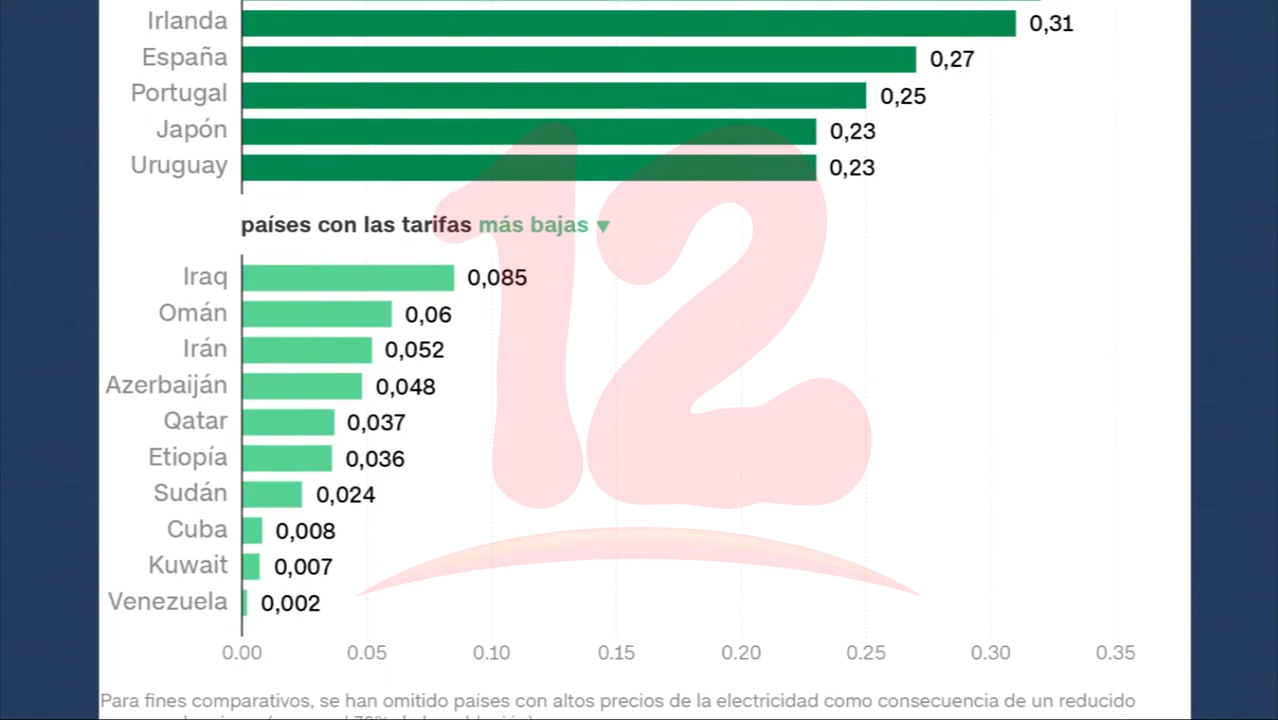 Irlanda 0,31
España 0,27
Portugal 0,25
Japón 0,23
Uruguay 0,23
países con las tarifas más bajas ▼
Iraq 0,085
Omán 0,06
Irán 0,052
Azerbaiján 0,048
Qatar 0,037
Etiopía 0,036
Sudán 0,024
Cuba 0,008
Kuwait 0,007
Venezuela 0,002
0.00 0.05 0.10 0.15 0.20 0.25 0.30 0.35
12
Para fines comparativos, se han omitido países con altos precios de la electricidad como consecuencia de un reducido